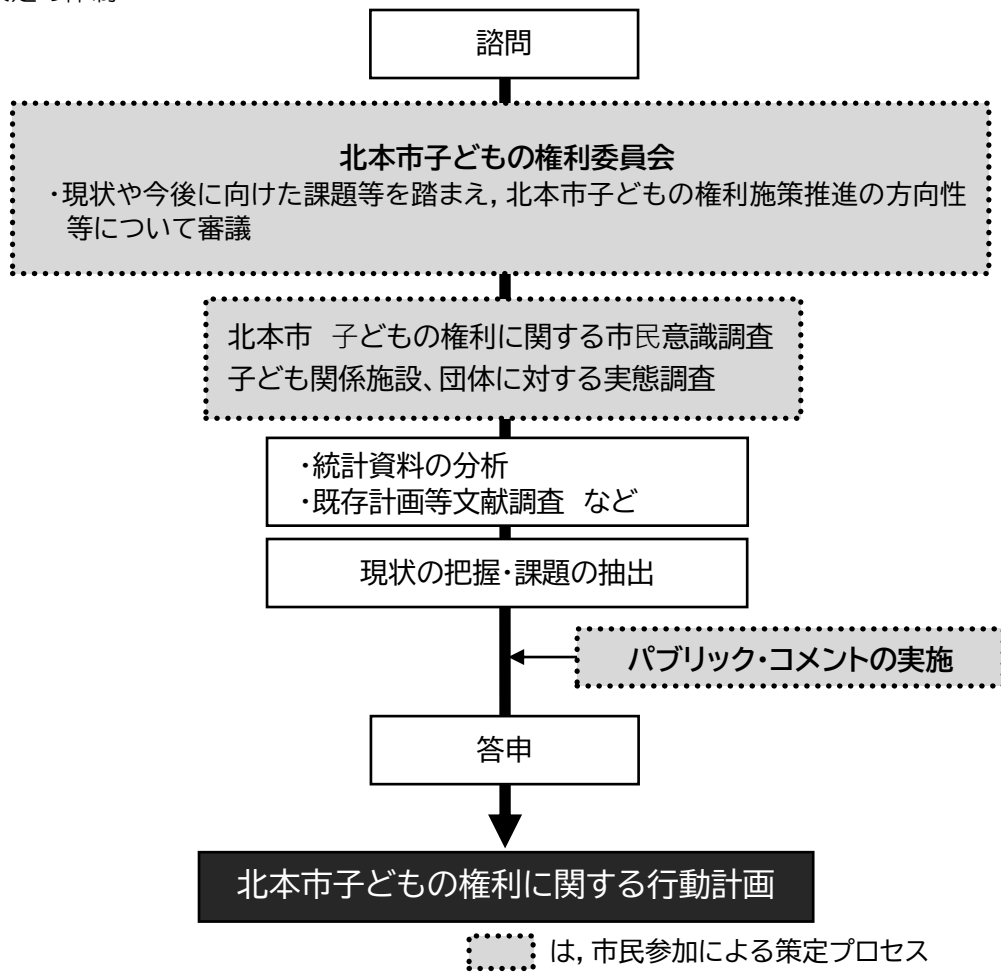 諮問
北本市子どもの権利委員会
・現状や今後に向けた課題等を踏まえ，北本市子どもの権利施策推進の方向性
等について審議
北本市　子どもの権利に関する市民意識調査
子ども関係施設、団体に対する実態調査
・統計資料の分析
・既存計画等文献調査　など
現状の把握・課題の抽出
パブリック・コメントの実施
答申
北本市子どもの権利に関する行動計画
は，市民参加による策定プロセス